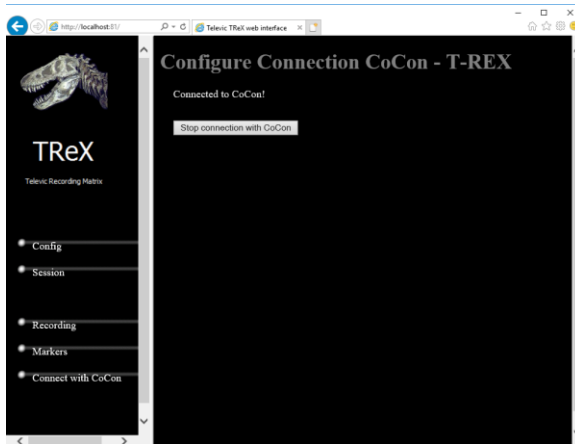 http://localhost:81/
Televic TReX web interface
Configure Connection CoCon - T-REX
Connected to CoCon!
Stop connection with CoCon
TReX
Televic Recording Matrix
Config
Session
Recording
Markers
Connect with CoCon